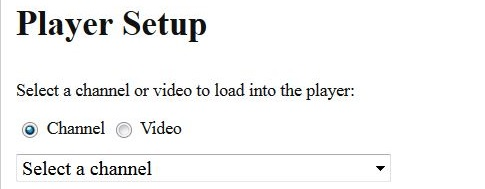 Player Setup
Select a channel or video to load into the player:
Channel Video
Select a channel